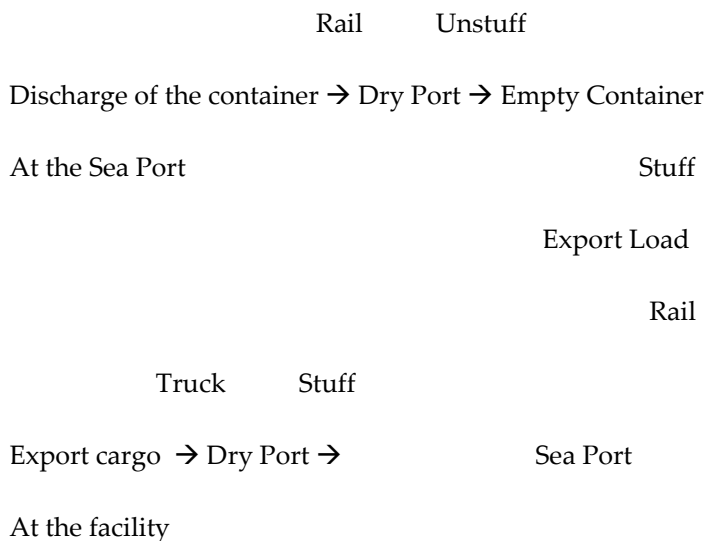 Rail Unstuff
Discharge of the container → Dry Port → Empty Container
At the Sea Port Stuff
Export Load
Rail
Truck Stuff
Export cargo → Dry Port → Sea Port
At the facility